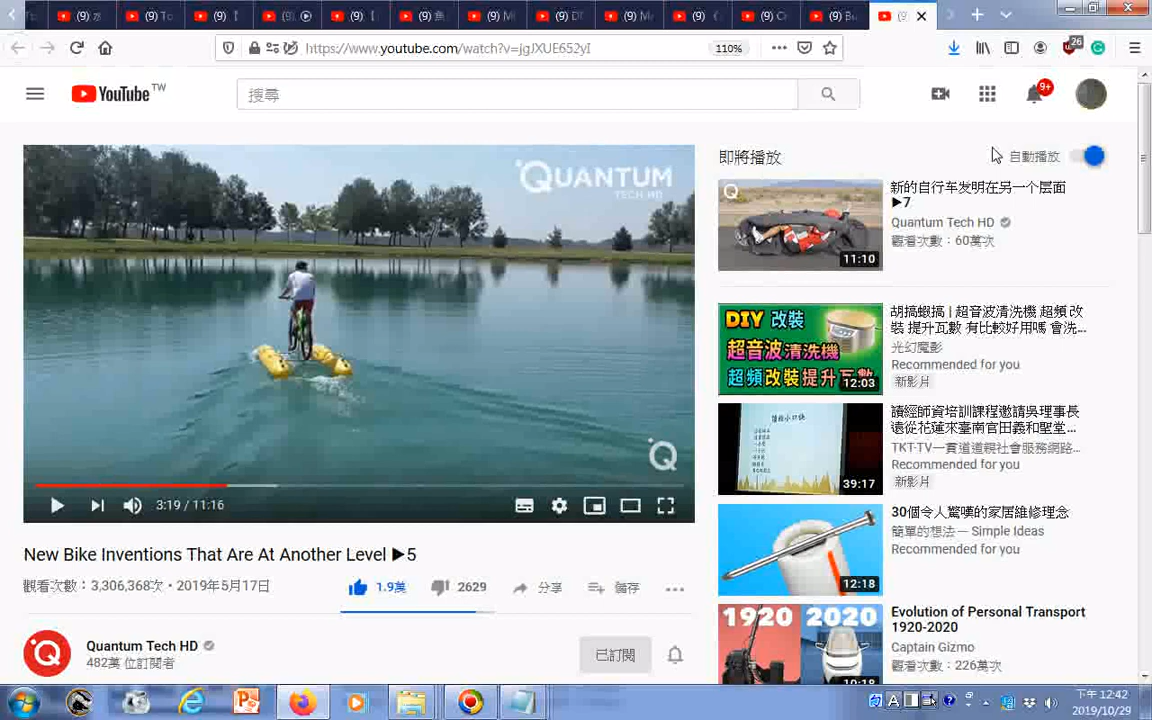 https://www.youtube.com/watch?v=jgJXUE652yI
110%
26
YouTube TW
搜尋
9+
QUANTUM
TECH HD
3:19 / 11:16
New Bike Inventions That Are At Another Level ▶5
觀看次數：3,306,368次 • 2019年5月17日
1.9萬
2629
分享
儲存
Quantum Tech HD
482萬 位訂閱者
已訂閱
即將播放
自動播放
新的自行车发明在另一个层面
▶7
Quantum Tech HD
觀看次數：60萬次
11:10
DIY 改裝
超音波清洗機
超頻改裝提升瓦數
12:03
胡搞蝦搞 | 超音波清洗機 超頻 改
裝 提升瓦數 有比較好用嗎 會洗...
光幻魔影
Recommended for you
新影片
39:17
讀經師資培訓課程邀請吳理事長
遠從花蓮來臺南官田義和聖堂...
TKT-TV一貫道道親社會服務網路...
Recommended for you
新影片
12:18
30個令人驚嘆的家居維修理念
簡單的想法 — Simple Ideas
Recommended for you
1920 2020
10:18
Evolution of Personal Transport
1920-2020
Captain Gizmo
觀看次數：226萬次
下午 12:42
2019/10/29